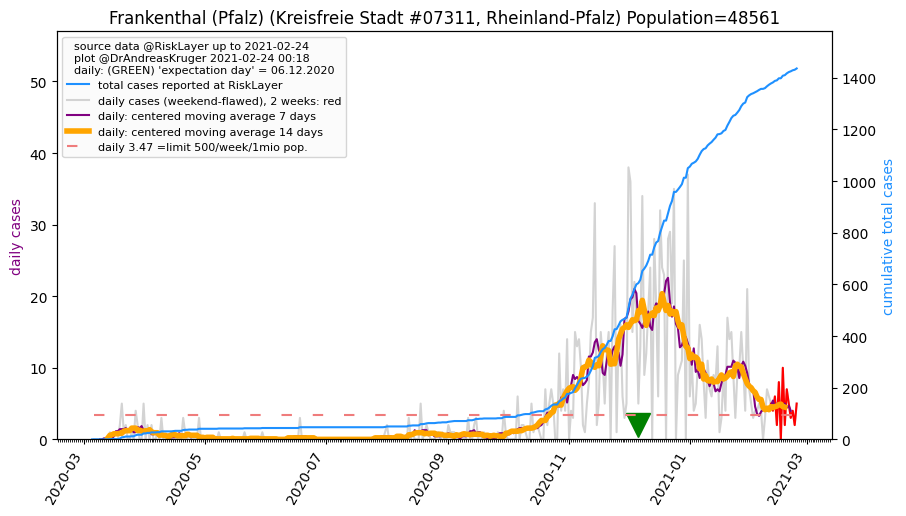 Frankenthal (Pfalz) (Kreisfreie Stadt #07311, Rheinland-Pfalz) Population=48561
source data @RiskLayer up to 2021-02-24
plot @DrAndreasKruger 2021-02-24 00:18
daily: (GREEN) 'expectation day' = 06.12.2020
total cases reported at RiskLayer
daily cases (weekend-flawed), 2 weeks: red
daily: centered moving average 7 days
daily: centered moving average 14 days
daily 3.47 =limit 500/week/1mio pop.
daily cases
50
40
30
20
10
0
cumulative total cases
1400
1200
1000
800
600
400
200
0
2020-03
2020-05
2020-07
2020-09
2020-11
2021-01
2021-03